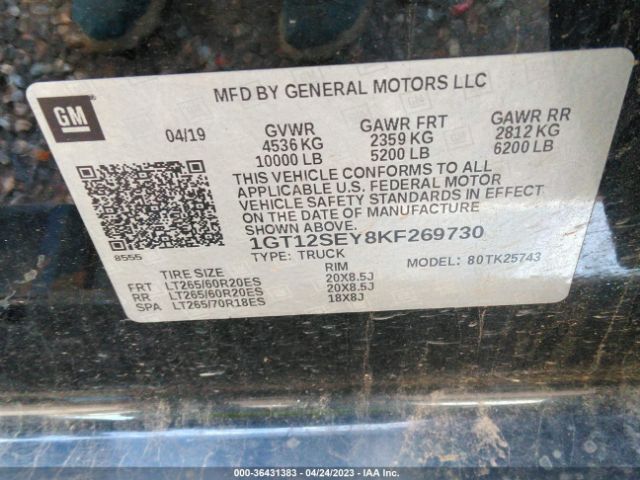 MFD BY GENERAL MOTORS LLC
GM
04/19
GVWR
4536 KG
10000 LB
GAWR FRT
2359 KG
5200 LB
GAWR RR
2812 KG
6200 LB
THIS VEHICLE CONFORMS TO ALL
APPLICABLE U.S. FEDERAL MOTOR
VEHICLE SAFETY STANDARDS IN EFFECT
ON THE DATE OF MANUFACTURE
SHOWN ABOVE.
1GT12SEY8KF269730
TYPE: TRUCK
MODEL: 80TK25743
8555
TIRE SIZE RIM
FRT LT265/60R20ES 20X8.5J
RR LT265/60R20ES 20X8.5J
SPA LT265/70R18ES 18X8J
000-36431383 - 04/24/2023 - IAA Inc.